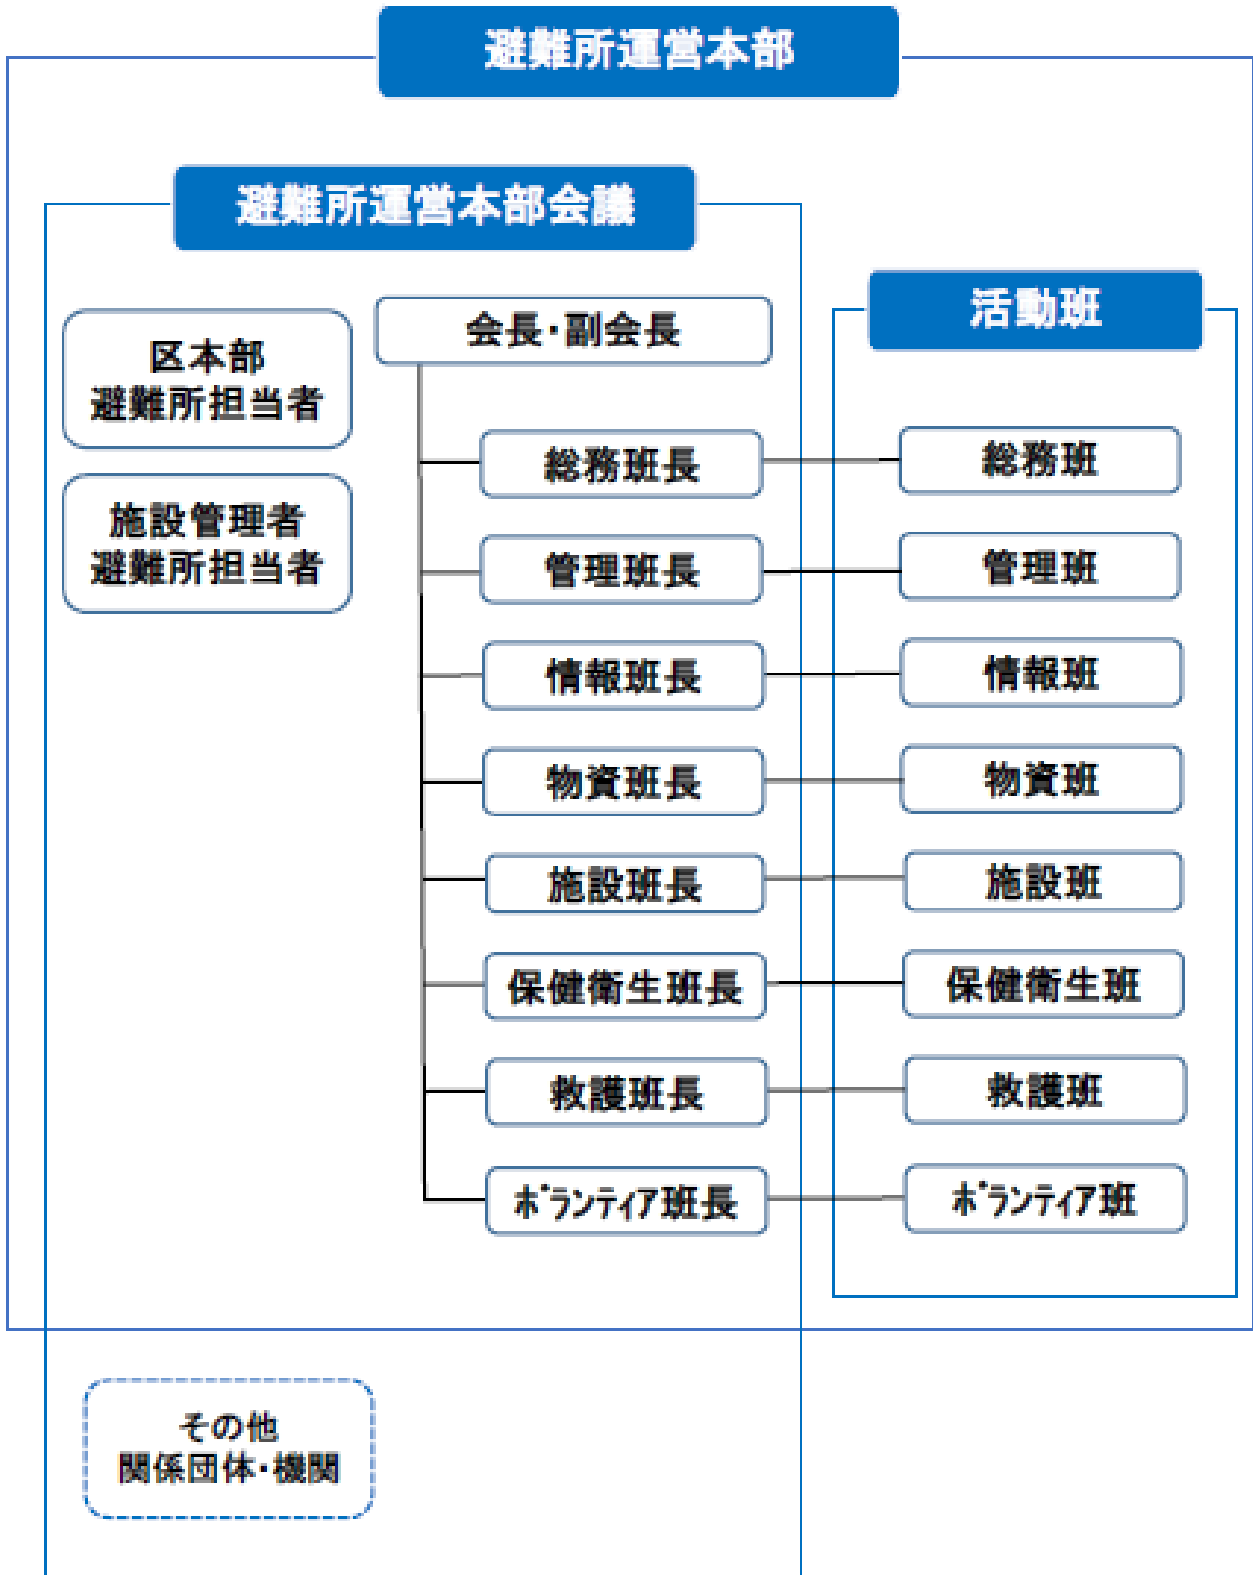 避難所運営本部
避難所運営本部会議
活動班
区本部
避難所担当者
施設管理者
避難所担当者
会長・副会長
総務班長
総務班
管理班長
管理班
情報班長
情報班
物資班長
物資班
施設班長
施設班
保健衛生班長
保健衛生班
救護班長
救護班
ﾎﾞﾗﾝﾃｨｱ班長
ﾎﾞﾗﾝﾃｨｱ班
その他
関係団体・機関